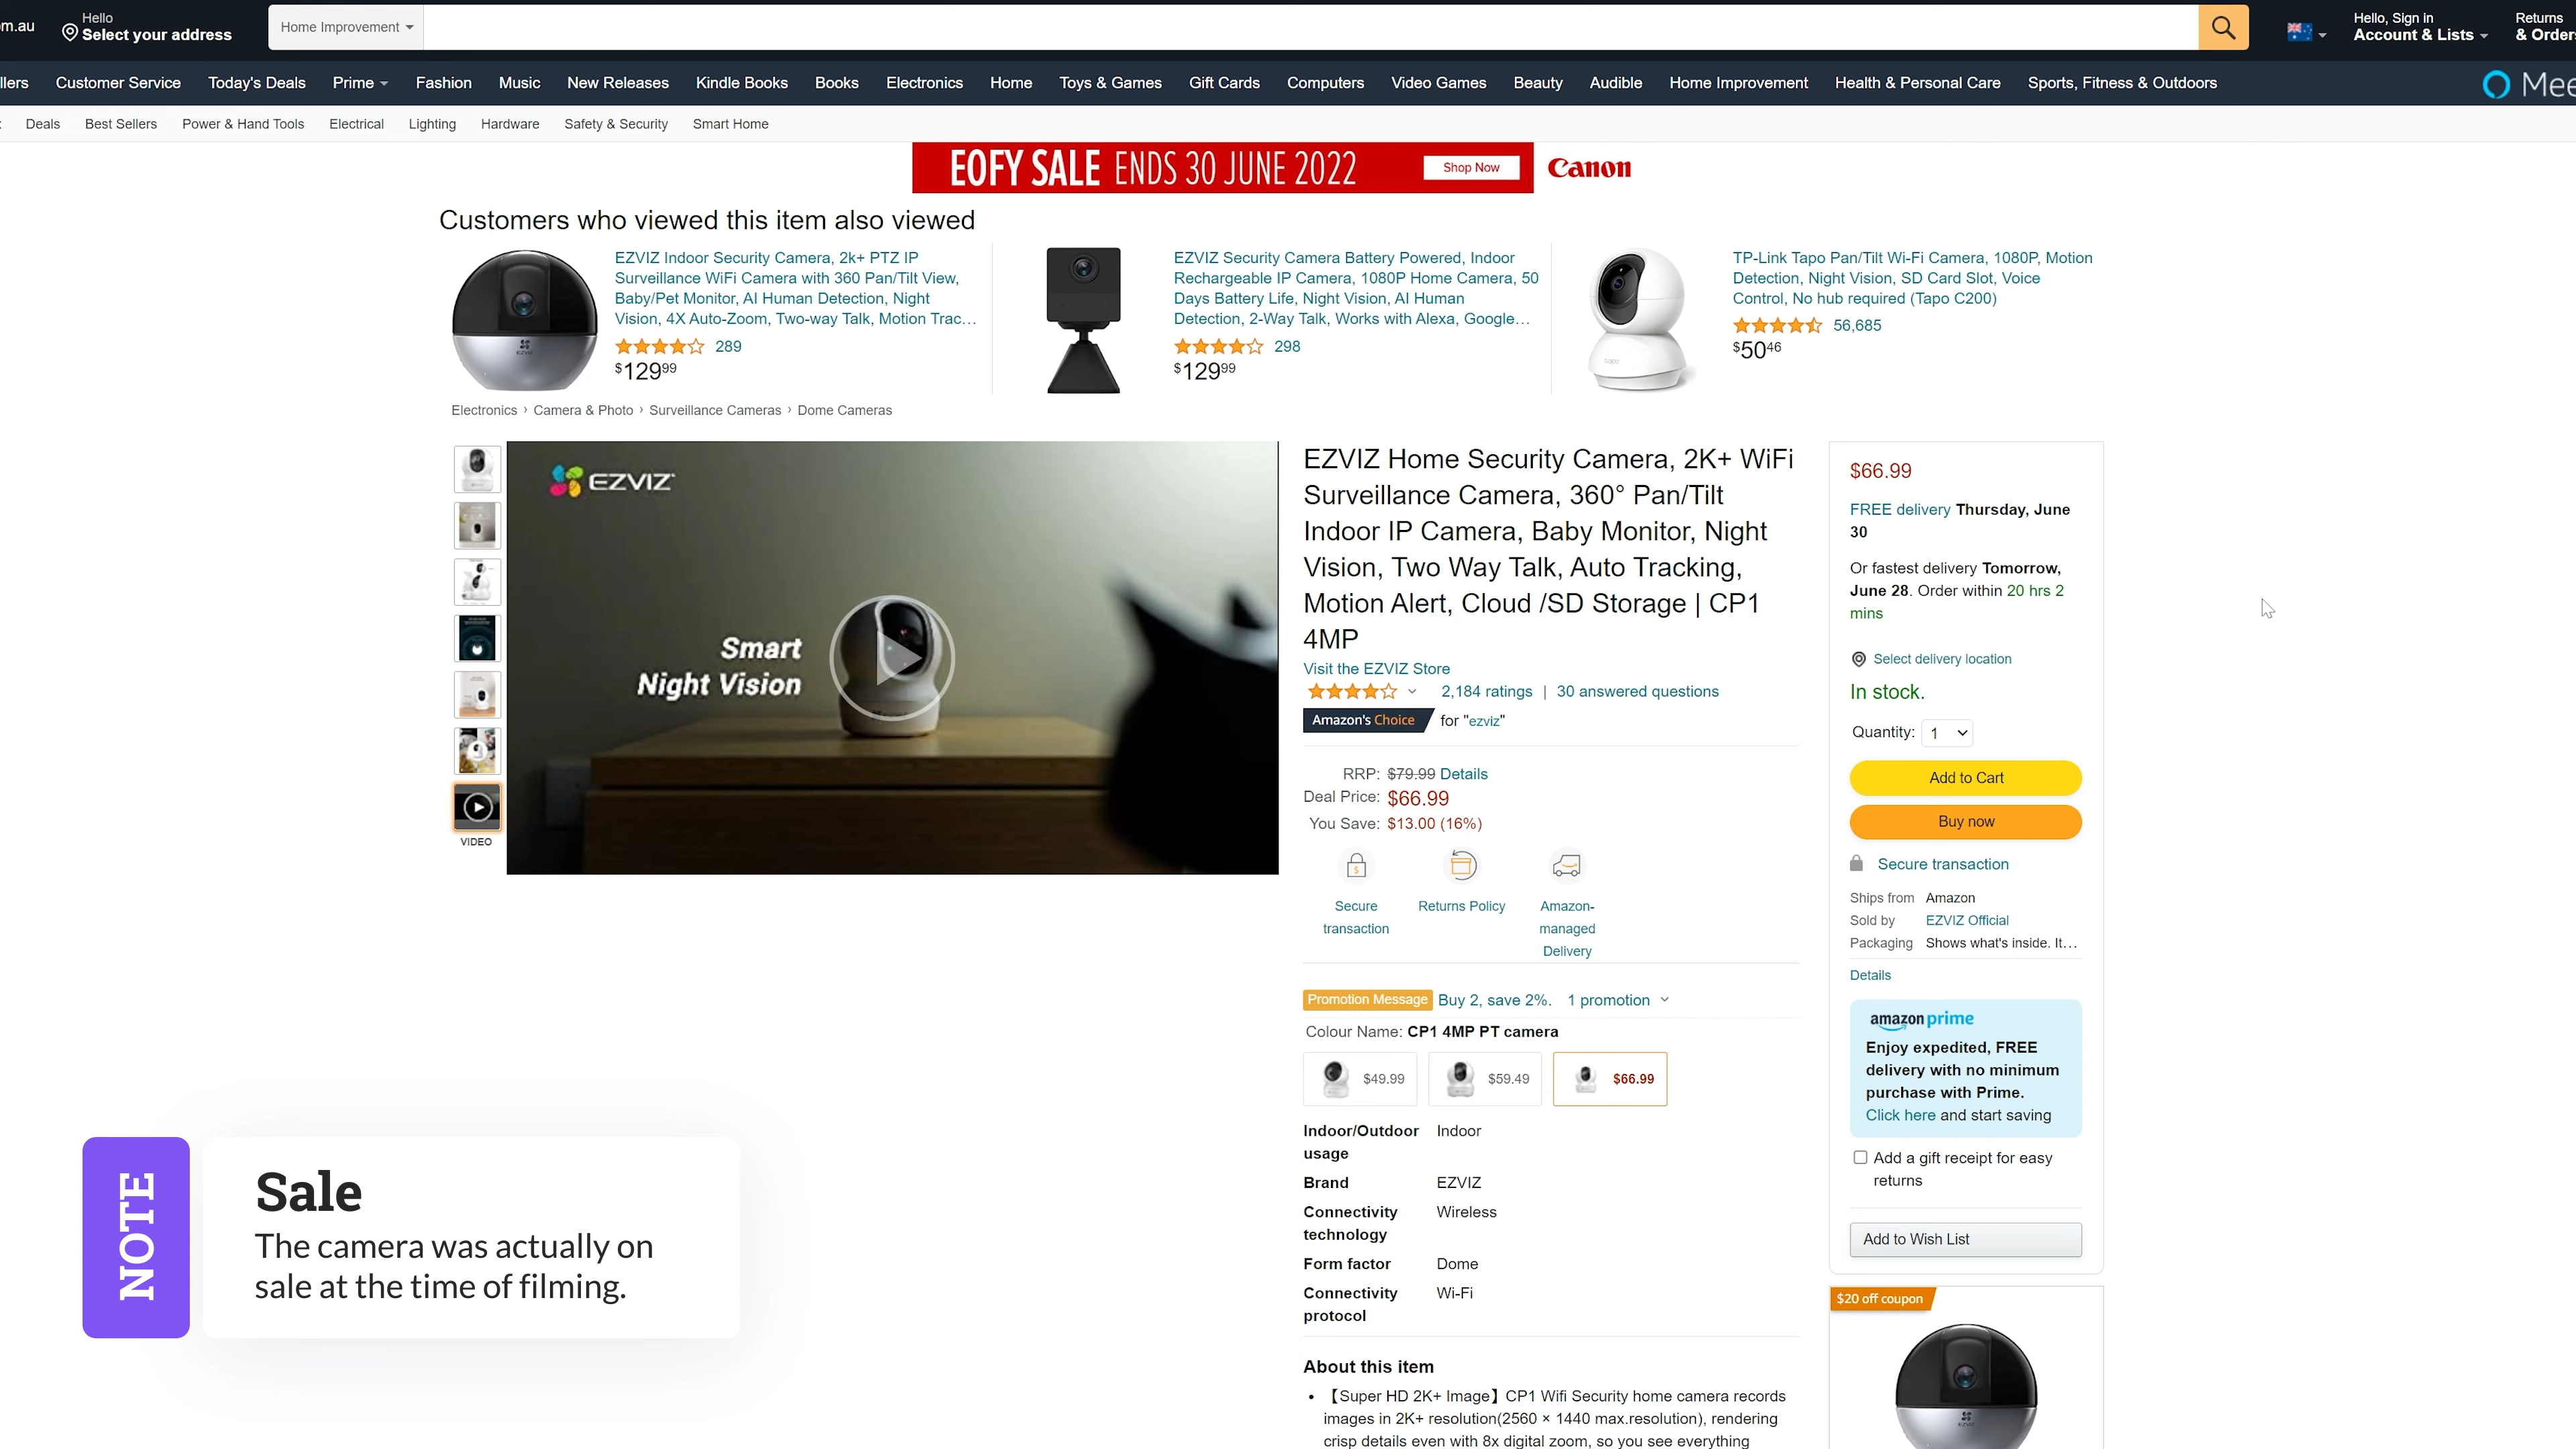 m.au
Hello
Select your address
Home Improvement
Hello, Sign in
Account & Lists
Returns
& Orders
llers Customer Service Today's Deals Prime Fashion Music New Releases Kindle Books Books Electronics Home Toys & Games Gift Cards Computers Video Games Beauty Audible Home Improvement Health & Personal Care Sports, Fitness & Outdoors Mee
Deals Best Sellers Power & Hand Tools Electrical Lighting Hardware Safety & Security Smart Home
EOFY SALE ENDS 30 JUNE 2022 Shop Now Canon
Customers who viewed this item also viewed
EZVIZ Indoor Security Camera, 2k+ PTZ IP
Surveillance WiFi Camera with 360 Pan/Tilt View,
Baby/Pet Monitor, AI Human Detection, Night
Vision, 4X Auto-Zoom, Two-way Talk, Motion Trac…
289
$129.99
EZVIZ Security Camera Battery Powered, Indoor
Rechargeable IP Camera, 1080P Home Camera, 50
Days Battery Life, Night Vision, AI Human
Detection, 2-Way Talk, Works with Alexa, Google…
298
$129.99
TP-Link Tapo Pan/Tilt Wi-Fi Camera, 1080P, Motion
Detection, Night Vision, SD Card Slot, Voice
Control, No hub required (Tapo C200)
56,685
$50.46
Electronics › Camera & Photo › Surveillance Cameras › Dome Cameras
EZVIZ
Smart
Night Vision
VIDEO
EZVIZ Home Security Camera, 2K+ WiFi
Surveillance Camera, 360° Pan/Tilt
Indoor IP Camera, Baby Monitor, Night
Vision, Two Way Talk, Auto Tracking,
Motion Alert, Cloud /SD Storage | CP1
4MP
Visit the EZVIZ Store
2,184 ratings | 30 answered questions
Amazon's Choice for "ezviz"
RRP: $79.99 Details
Deal Price: $66.99
You Save: $13.00 (16%)
Secure
transaction
Returns Policy
Amazon-
managed
Delivery
Promotion Message Buy 2, save 2%. 1 promotion
Colour Name: CP1 4MP PT camera
$49.99 $59.49 $66.99
Indoor/Outdoor
usage
Indoor
Brand EZVIZ
Connectivity
technology
Wireless
Form factor Dome
Connectivity
protocol
Wi-Fi
About this item
• 【Super HD 2K+ Image】CP1 Wifi Security home camera records
images in 2K+ resolution(2560 × 1440 max.resolution), rendering
crisp details even with 8x digital zoom, so you see everything
$66.99
FREE delivery Thursday, June
30
Or fastest delivery Tomorrow,
June 28. Order within 20 hrs 2
mins
Select delivery location
In stock.
Quantity: 1
Add to Cart
Buy now
Secure transaction
Ships from Amazon
Sold by EZVIZ Official
Packaging Shows what's inside. It…
Details
amazon prime
Enjoy expedited, FREE
delivery with no minimum
purchase with Prime.
Click here and start saving
Add a gift receipt for easy
returns
Add to Wish List
$20 off coupon
NOTE
Sale
The camera was actually on
sale at the time of filming.